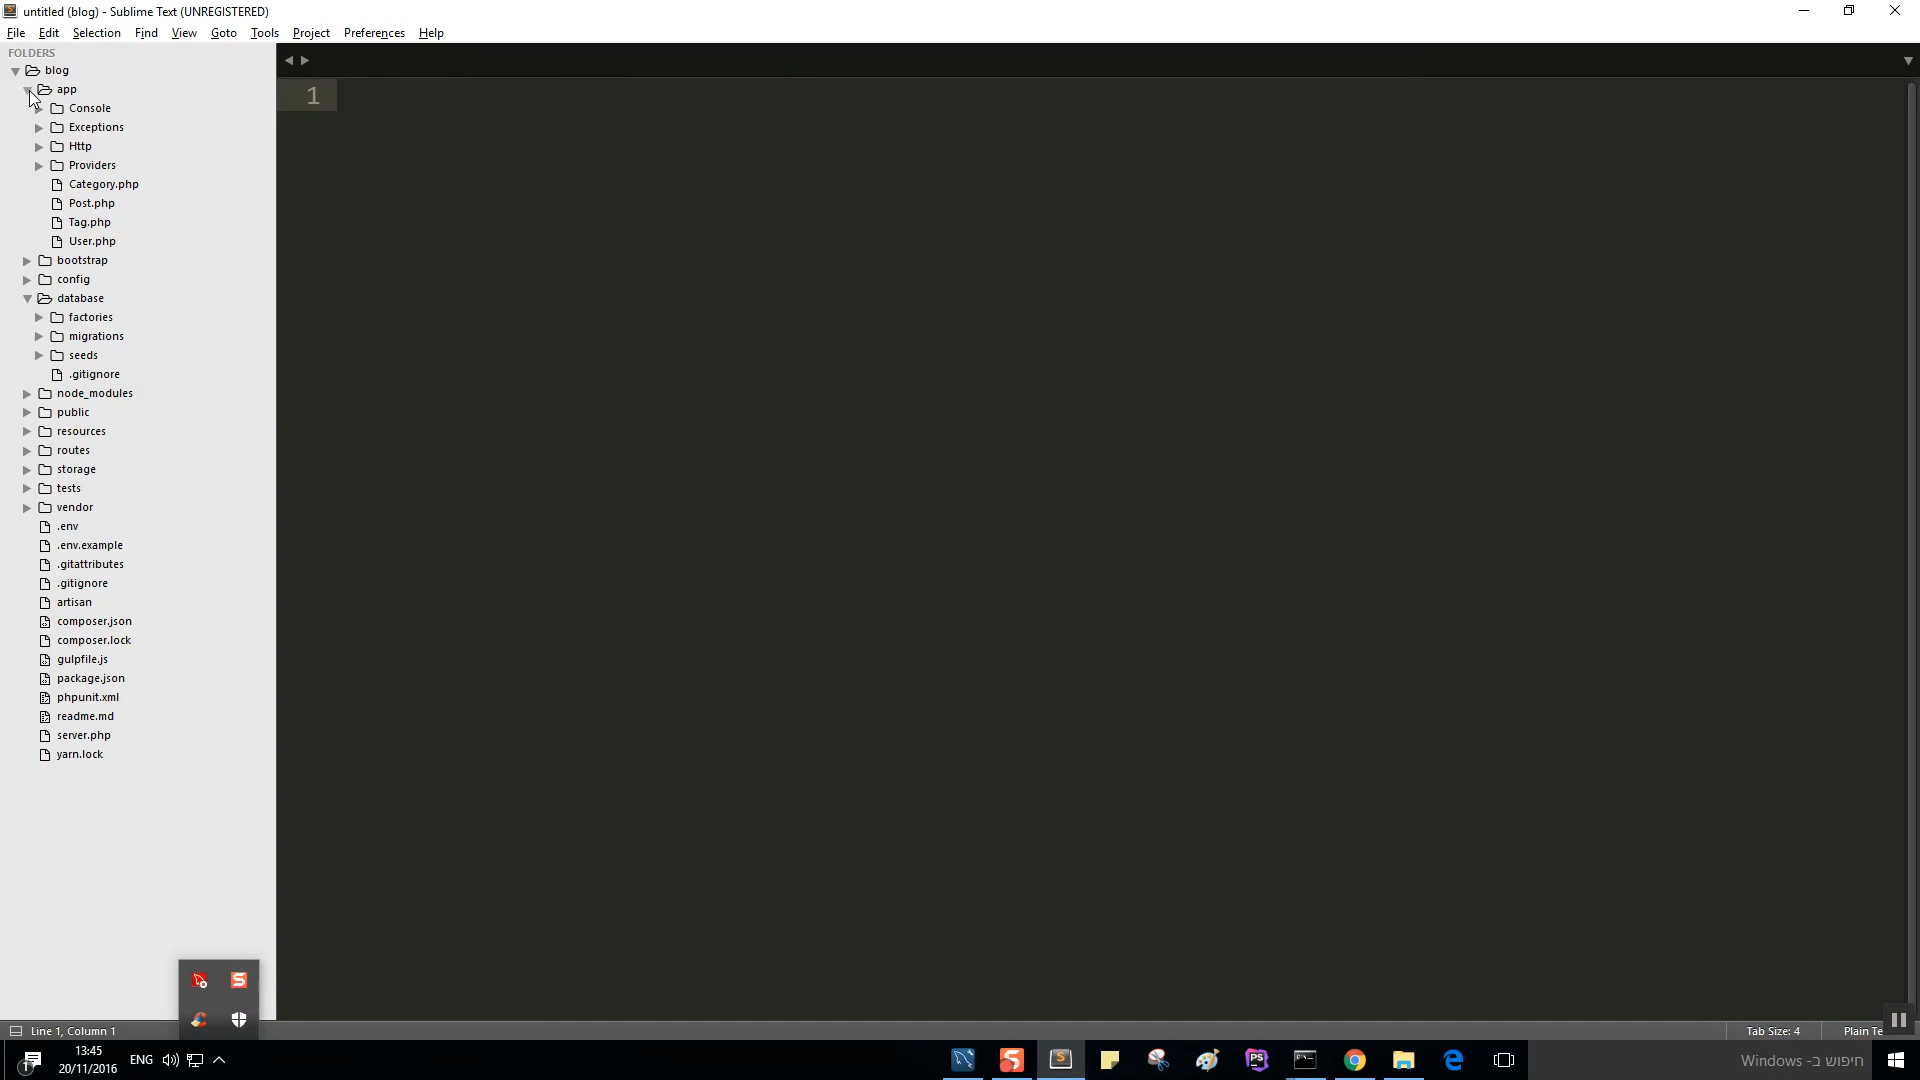 untitled (blog) - Sublime Text (UNREGISTERED)
File Edit Selection Find View Goto Tools Project Preferences Help
FOLDERS
blog
app
1
Console
Exceptions
Http
Providers
Category.php
Post.php
Tag.php
User.php
bootstrap
config
database
factories
migrations
seeds
.gitignore
node_modules
public
resources
routes
storage
tests
vendor
.env
.env.example
.gitattributes
.gitignore
artisan
composer.json
composer.lock
gulpfile.js
package.json
phpunit.xml
readme.md
server.php
yarn.lock
Line 1, Column 1
Tab Size: 4
Plain Te
13:45
20/11/2016
ENG
חיפוש ב- Windows